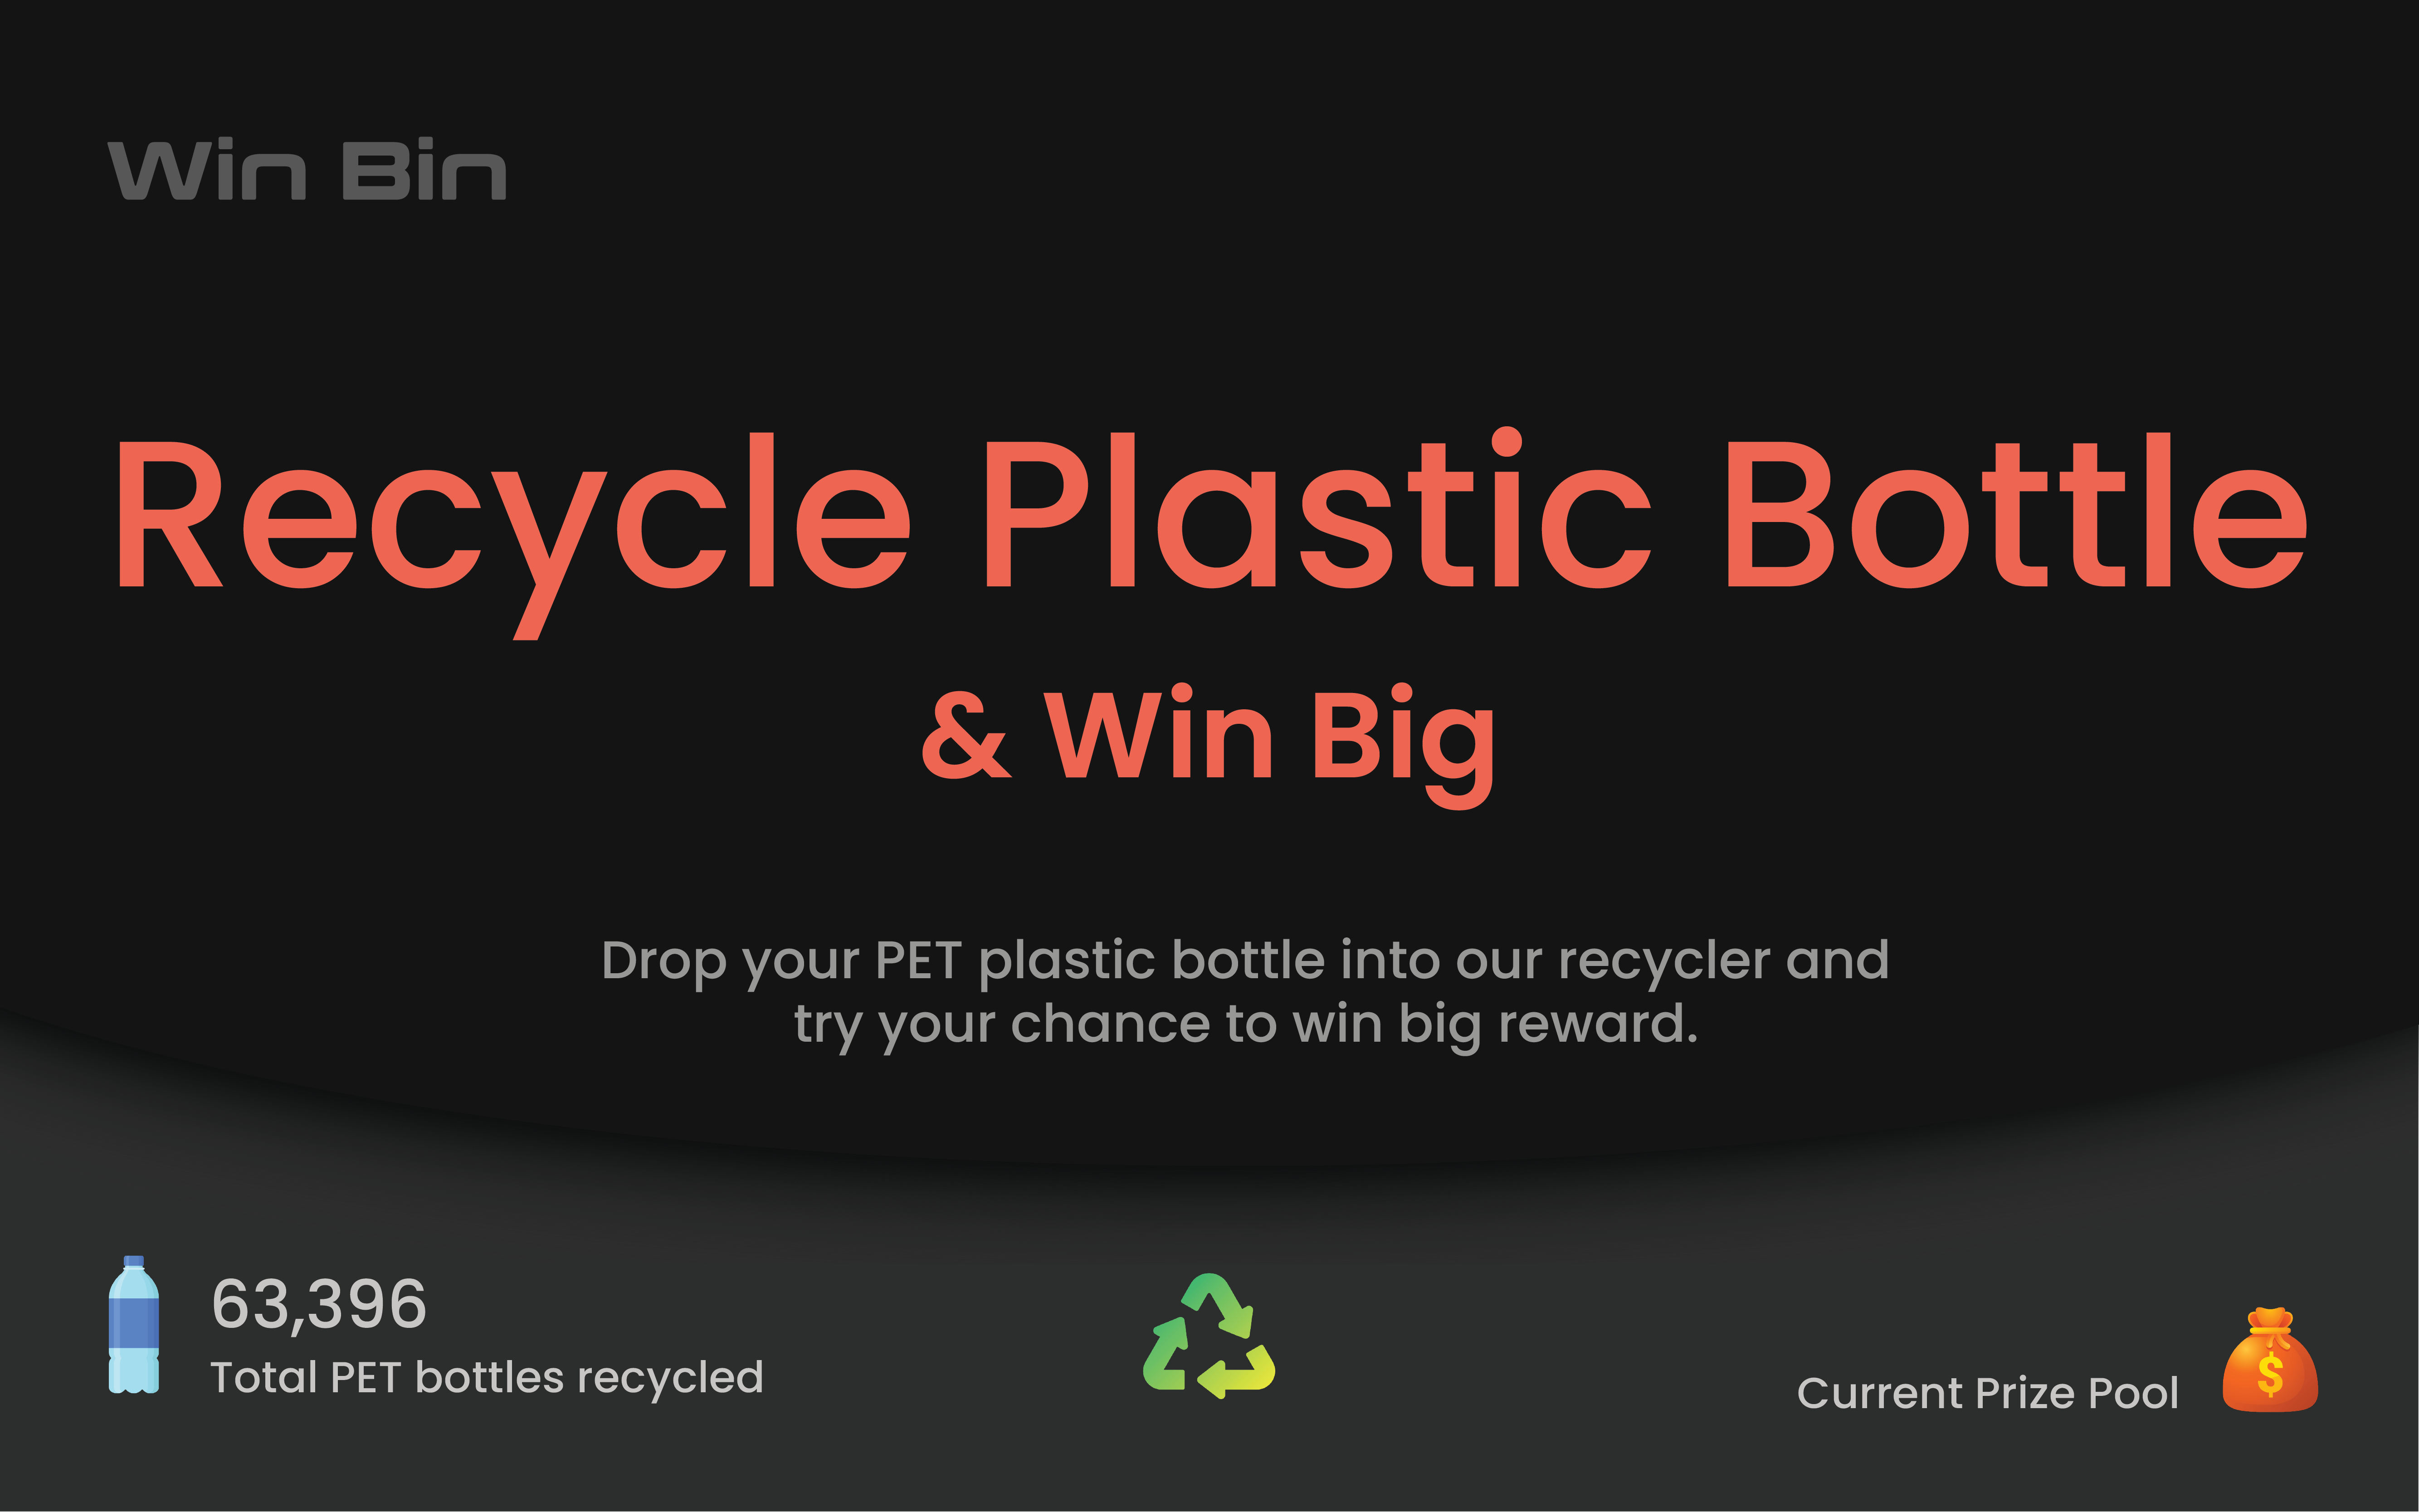 Win Bin
Recycle Plastic Bottle
& Win Big
Drop your PET plastic bottle into our recycler and
try your chance to win big reward.
63,396
Total PET bottles recycled
Current Prize Pool
$